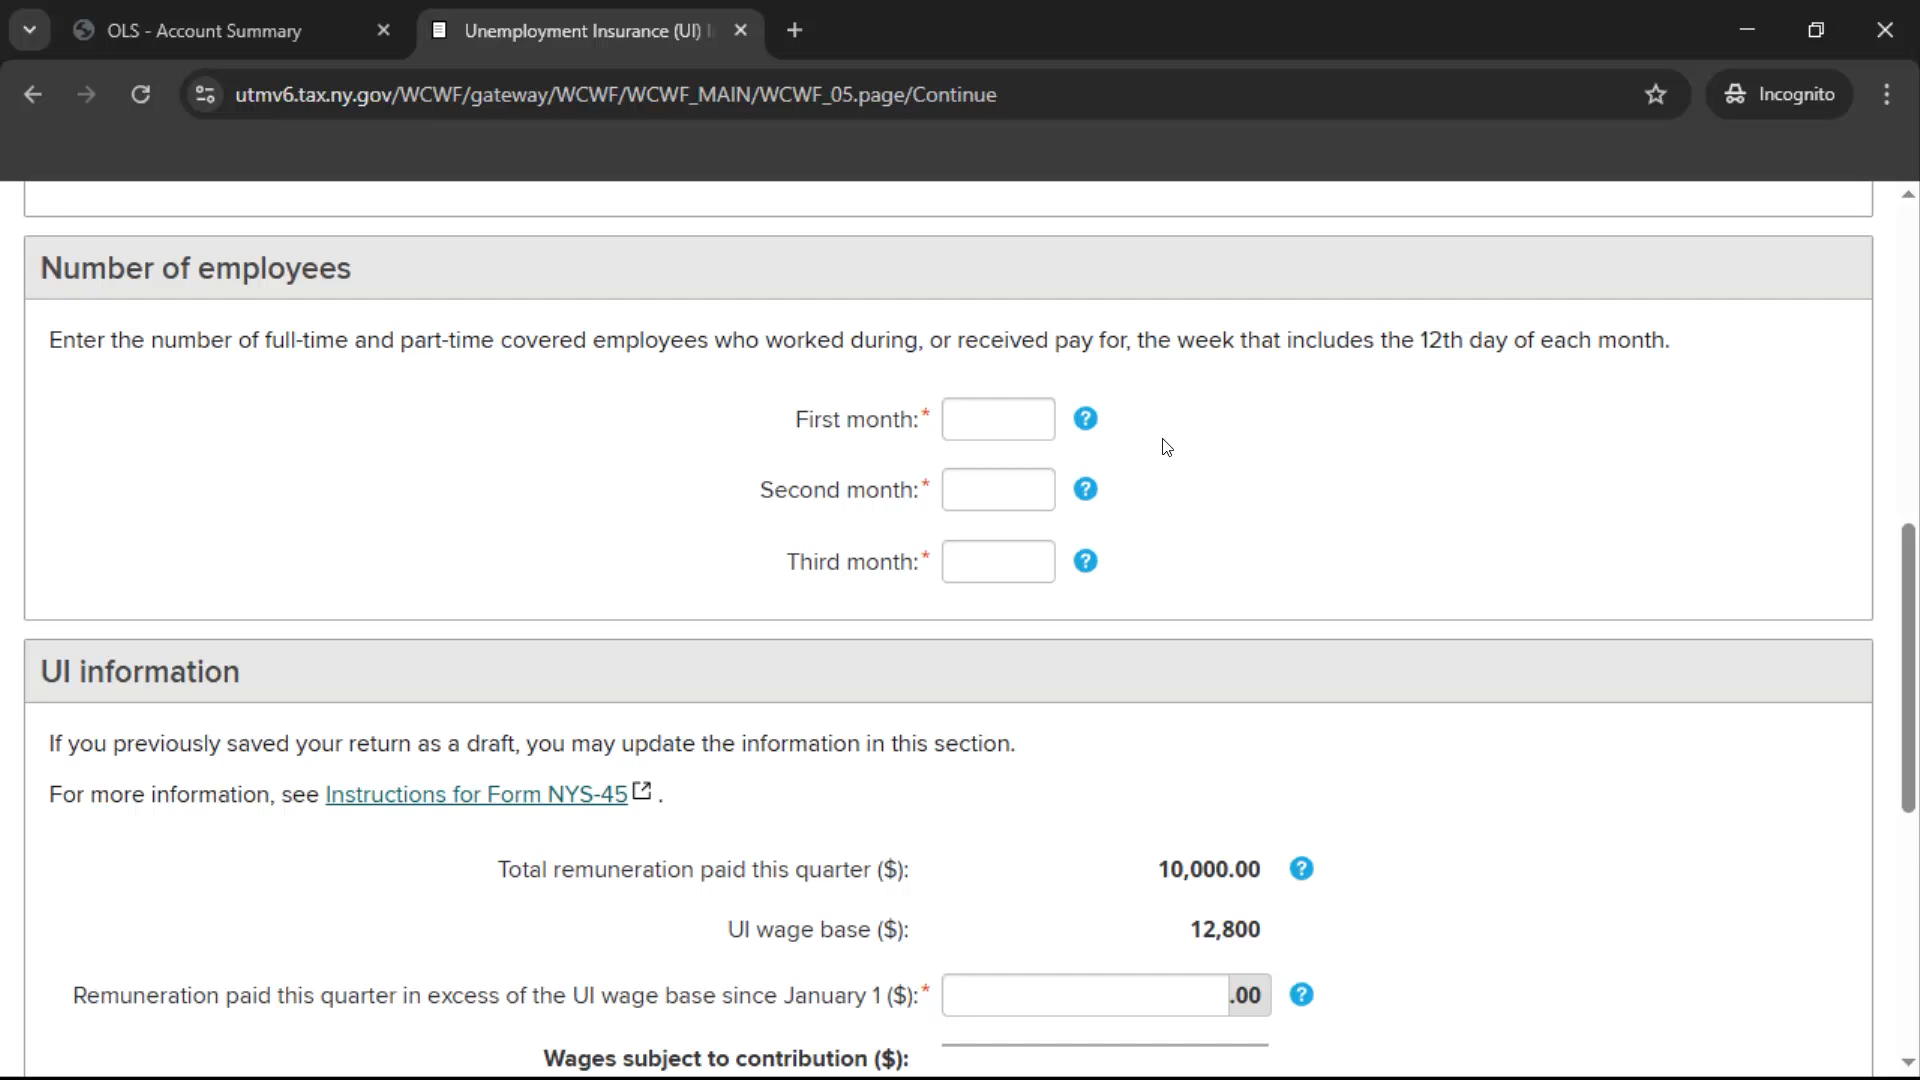 OLS - Account Summary
Unemployment Insurance (UI)
utmv6.tax.ny.gov/WCWF/gateway/WCWF/WCWF_MAIN/WCWF_05.page/Continue
Incognito
Number of employees
Enter the number of full-time and part-time covered employees who worked during, or received pay for, the week that includes the 12th day of each month.
First month:* ?
Second month:* ?
Third month:* ?
UI information
If you previously saved your return as a draft, you may update the information in this section.
For more information, see Instructions for Form NYS-45 .
Total remuneration paid this quarter ($): 10,000.00 ?
UI wage base ($): 12,800
Remuneration paid this quarter in excess of the UI wage base since January 1 ($):* .00 ?
Wages subject to contribution ($):